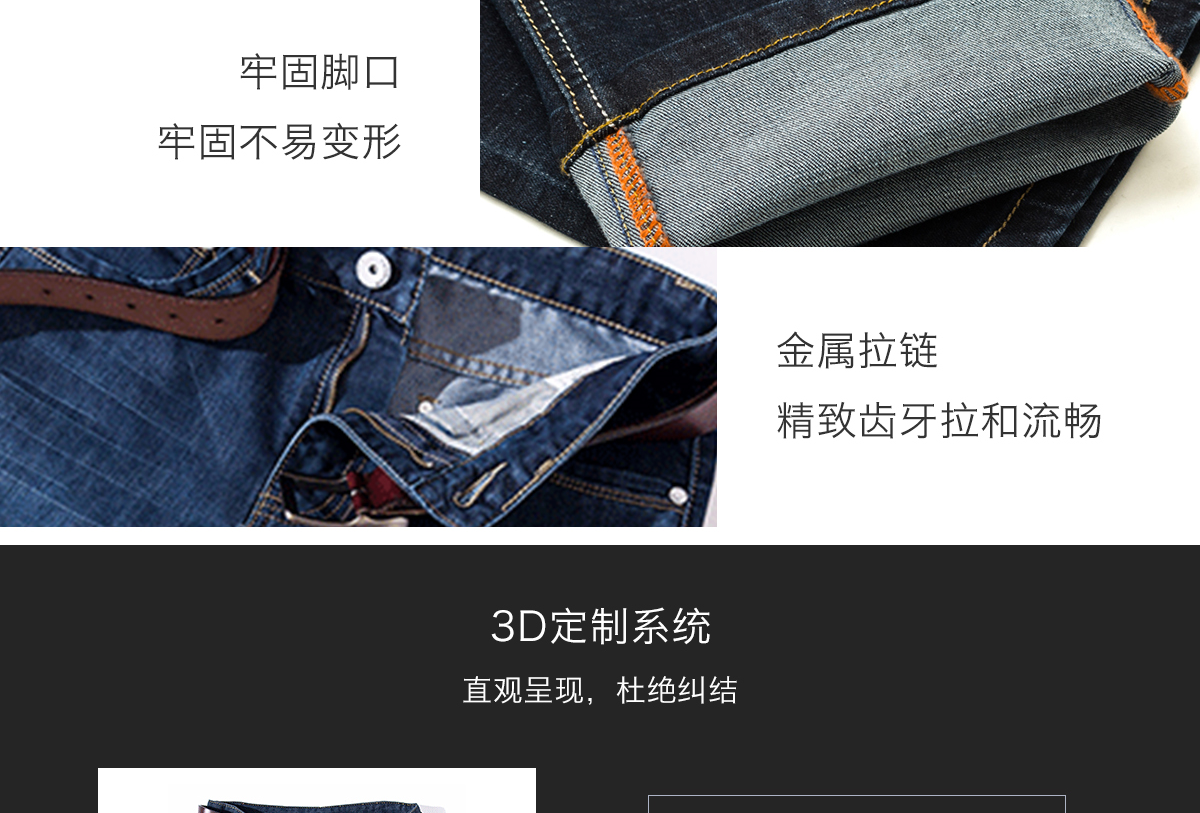 牢固脚口
牢固不易变形
金属拉链
精致齿牙拉和流畅
3D定制系统
直观呈现，杜绝纠结